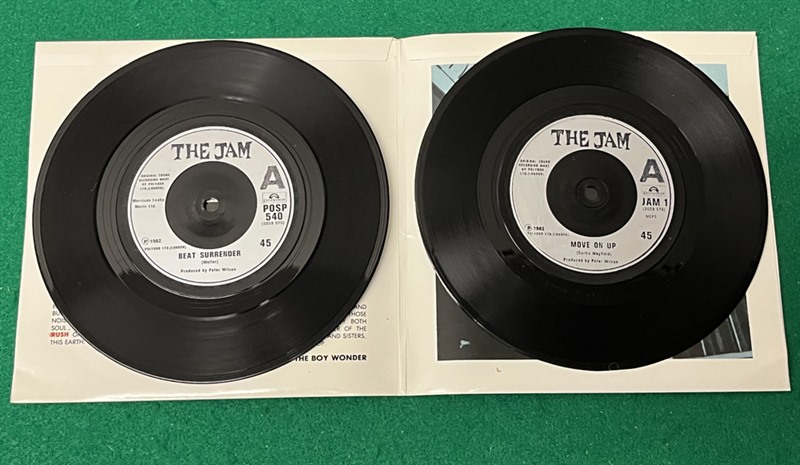 THE JAM
ORIGINAL SOUND
RECORDING MADE
BY POLYDOR
LTD.(LONDON)
A
Morrison Leahy
Music Ltd.
POSP
540
(2059 575)
℗ 1982
POLYDOR LTD.(LONDON)
45
BEAT SURRENDER
(Weller)
Produced by Peter Wilson
AND
BU
HOSE
NOIS
BOTH
SOUL
R OF THE
RUSH
AND SISTERS,
THIS EARTH
THE BOY WONDER
THE JAM
ORIGINAL SOUND
RECORDING MADE
BY POLYDOR
LTD.(LONDON)
A
JAM 1
(2059 576)
MCPS
℗ 1982
POLYDOR LTD.(LONDON)
45
MOVE ON UP
(Curtis Mayfield)
Produced by Peter Wilson